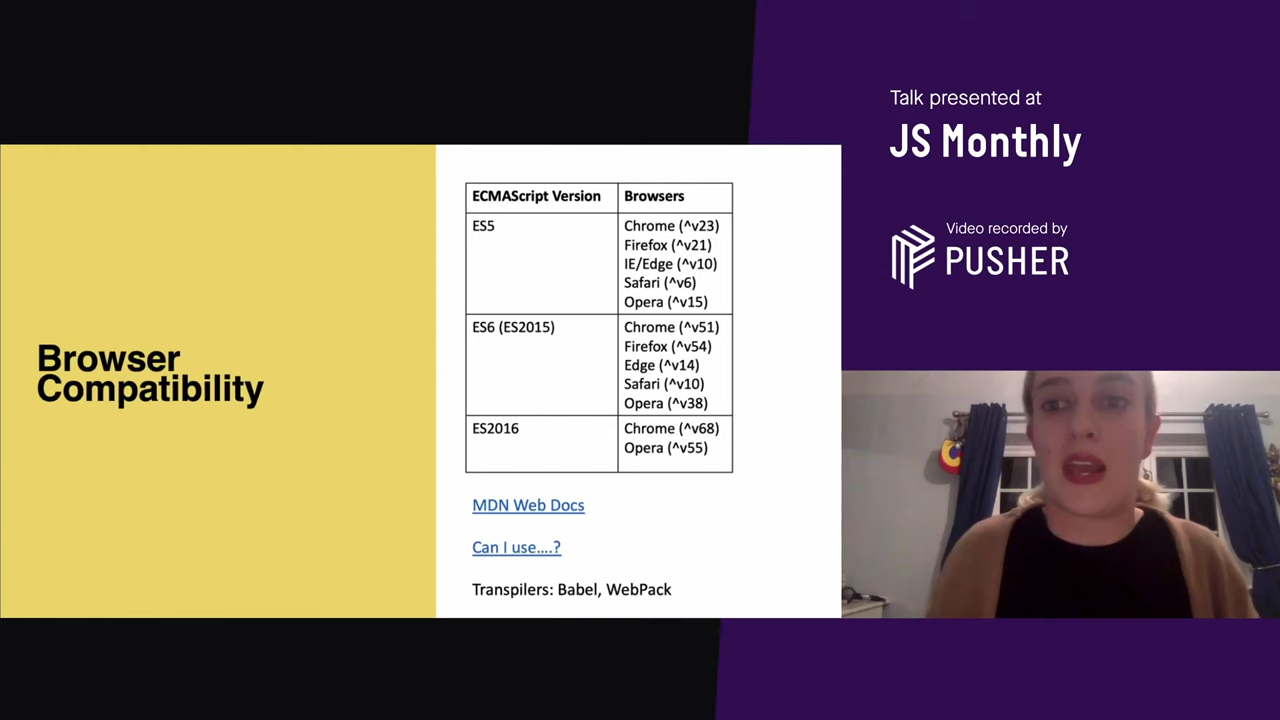 Browser
Compatibility
ECMAScript Version
Browsers
ES5
Chrome (^v23)
Firefox (^v21)
IE/Edge (^v10)
Safari (^v6)
Opera (^v15)
ES6 (ES2015)
Chrome (^v51)
Firefox (^v54)
Edge (^v14)
Safari (^v10)
Opera (^v38)
ES2016
Chrome (^v68)
Opera (^v55)
MDN Web Docs
Can I use....?
Transpilers: Babel, WebPack
Talk presented at
JS Monthly
Video recorded by
PUSHER